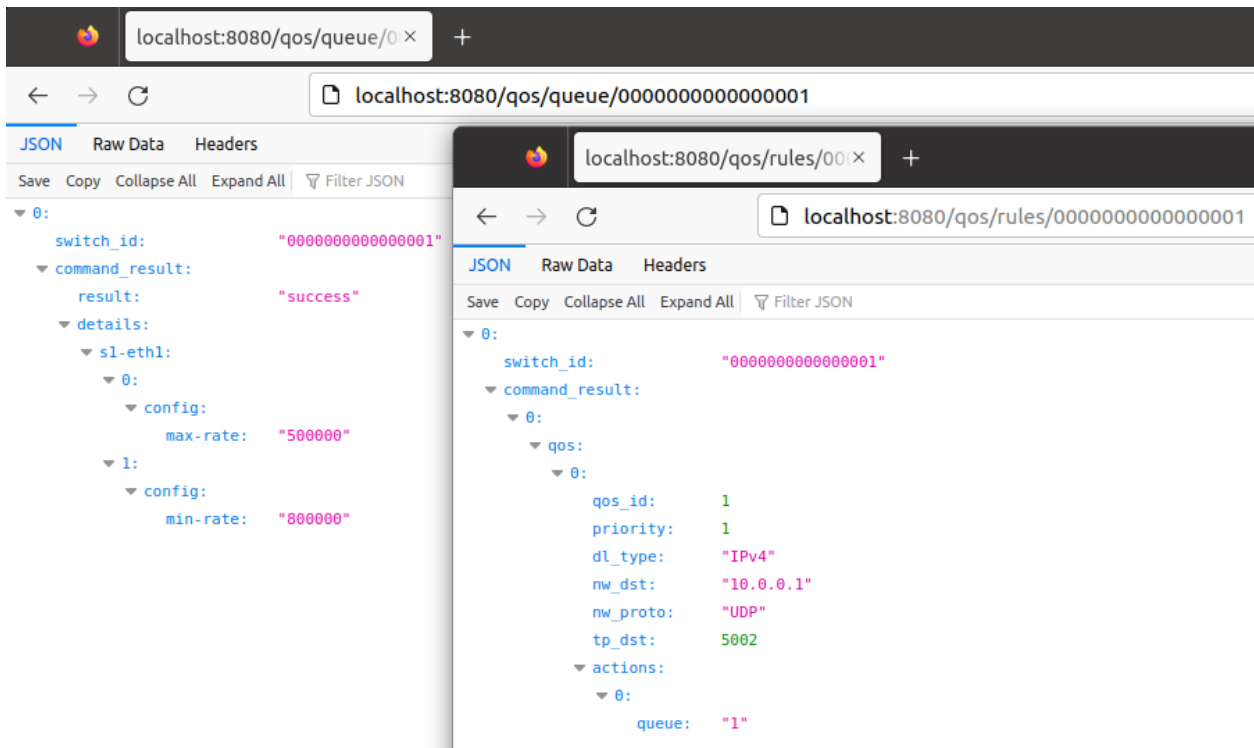 localhost:8080/qos/queue/0
localhost:8080/qos/queue/0000000000000001
JSON Raw Data Headers
Save Copy Collapse All Expand All Filter JSON
0:
switch_id: "0000000000000001"
command_result:
result: "success"
details:
s1-eth1:
0:
config:
max-rate: "500000"
1:
config:
min-rate: "800000"
localhost:8080/qos/rules/00
localhost:8080/qos/rules/0000000000000001
JSON Raw Data Headers
Save Copy Collapse All Expand All Filter JSON
0:
switch_id: "0000000000000001"
command_result:
0:
qos:
0:
qos_id: 1
priority: 1
dl_type: "IPv4"
nw_dst: "10.0.0.1"
nw_proto: "UDP"
tp_dst: 5002
actions:
0:
queue: "1"